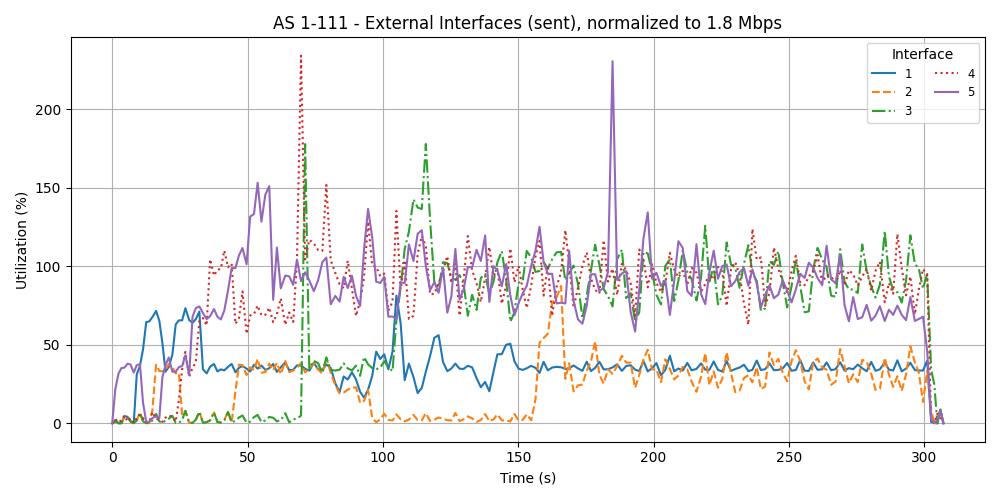 AS 1-111 - External Interfaces (sent), normalized to 1.8 Mbps
Utilization (%)
200
150
100
50
0
0 50 100 150 200 250 300
Time (s)
Interface
1 4
2 5
3